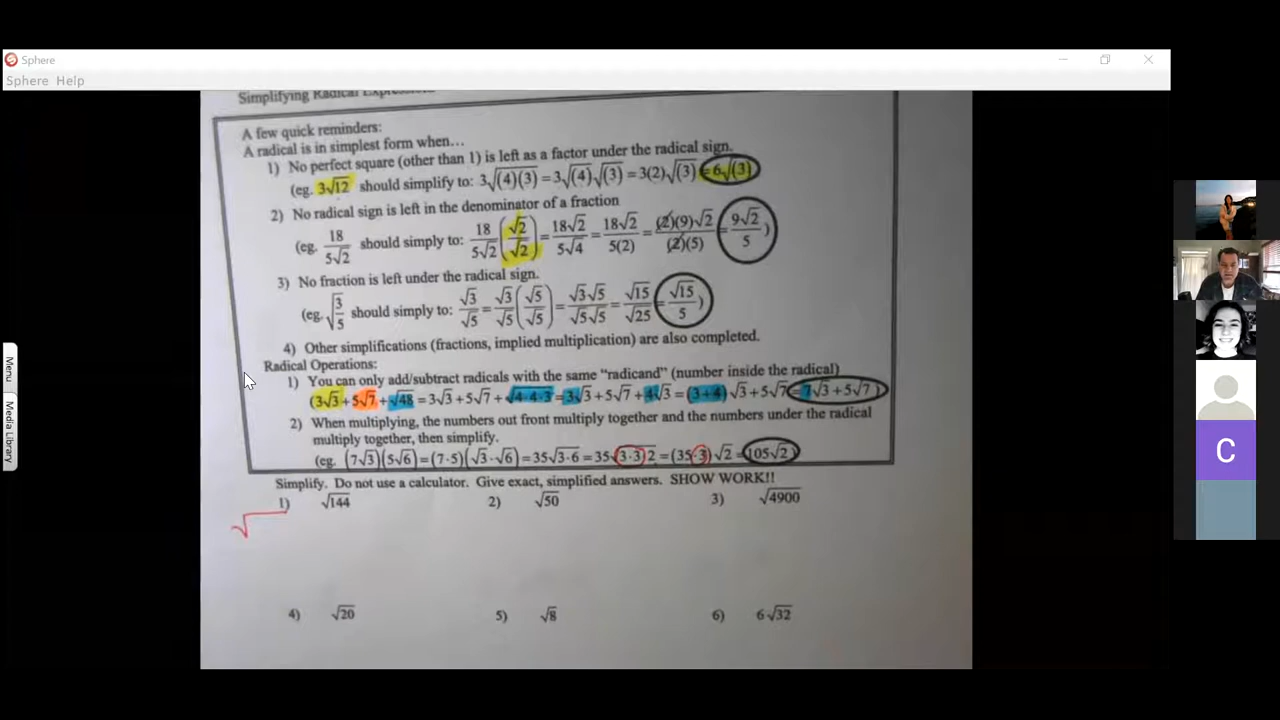 Sphere
Sphere Help
Simplifying Radical
A few quick reminders:
A radical is in simplest form when…
1) No perfect square (other than 1) is left as a factor under the radical sign.
(eg. 3√12 should simplify to: 3√(4)(3) = 3√(4)√(3) = 3(2)√(3) = 6√(3)
2) No radical sign is left in the denominator of a fraction
(eg. 18/5√2 should simply to: 18/5√2 (√2/√2) = 18√2/5√4 = 18√2/5(2) = (2)(9)√2/(2)(5) = 9√2/5 )
3) No fraction is left under the radical sign.
(eg. √3/5 should simply to: √3/√5 = √3/√5 (√5/√5) = √3√5/√5√5 = √15/√25 = √15/5 )
4) Other simplifications (fractions, implied multiplication) are also completed.
Radical Operations:
1) You can only add/subtract radicals with the same "radicand" (number inside the radical)
(3√3 + 5√7 + √48 = 3√3 + 5√7 + √4·4·3 = 3√3 + 5√7 + 4√3 = (3+4)√3 + 5√7 = 7√3 + 5√7 )
2) When multiplying, the numbers out front multiply together and the numbers under the radical
multiply together, then simplify.
(eg. (7√3)(5√6) = (7·5)(√3·√6) = 35√3·6 = 35√3·3·2 = (35·3)√2 = 105√2 )
Simplify. Do not use a calculator. Give exact, simplified answers. SHOW WORK!!
1) √144 2) √50 3) √4900
√
4) √20 5) √8 6) 6√32
Menu
Media Library
C